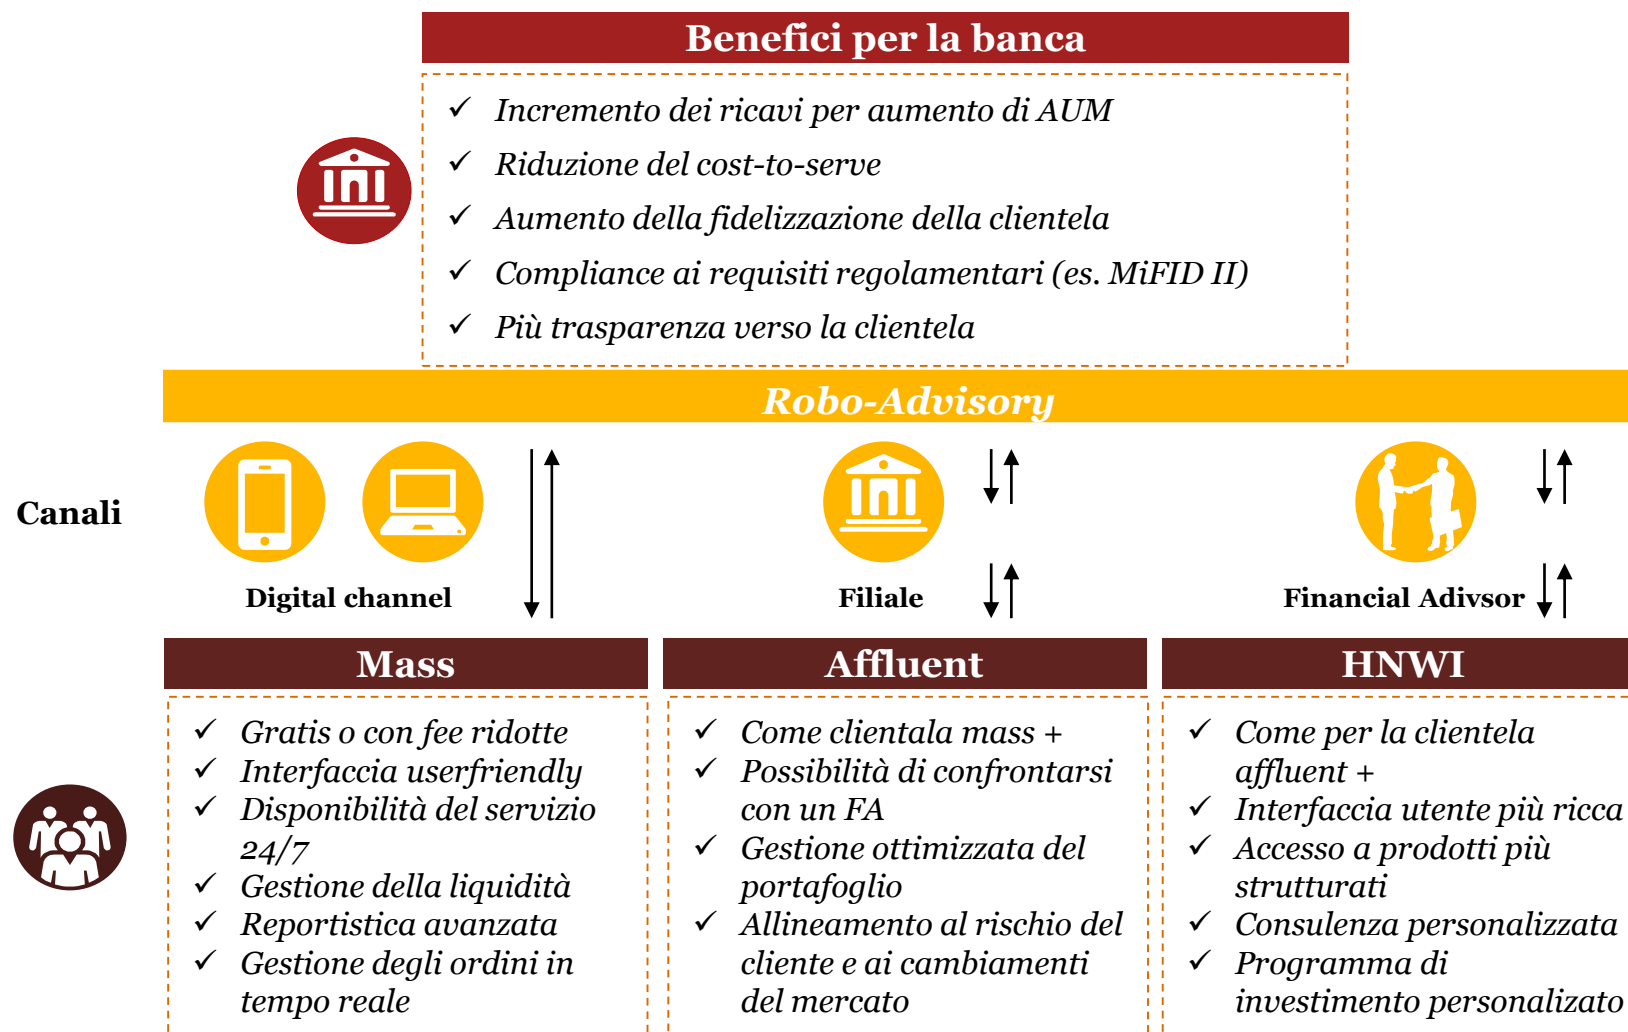 Benefici per la banca
✓ Incremento dei ricavi per aumento di AUM
✓ Riduzione del cost-to-serve
✓ Aumento della fidelizzazione della clientela
✓ Compliance ai requisiti regolamentari (es. MiFID II)
✓ Più trasparenza verso la clientela
Robo-Advisory
Canali
Digital channel
Filiale
Financial Adivsor
Mass
✓ Gratis o con fee ridotte
✓ Interfaccia userfriendly
✓ Disponibilità del servizio
24/7
✓ Gestione della liquidità
✓ Reportistica avanzata
✓ Gestione degli ordini in
tempo reale
Affluent
✓ Come clientala mass +
✓ Possibilità di confrontarsi
con un FA
✓ Gestione ottimizzata del
portafoglio
✓ Allineamento al rischio del
cliente e ai cambiamenti
del mercato
HNWI
✓ Come per la clientela
affluent +
✓ Interfaccia utente più ricca
✓ Accesso a prodotti più
strutturati
✓ Consulenza personalizzata
✓ Programma di
investimento personalizato